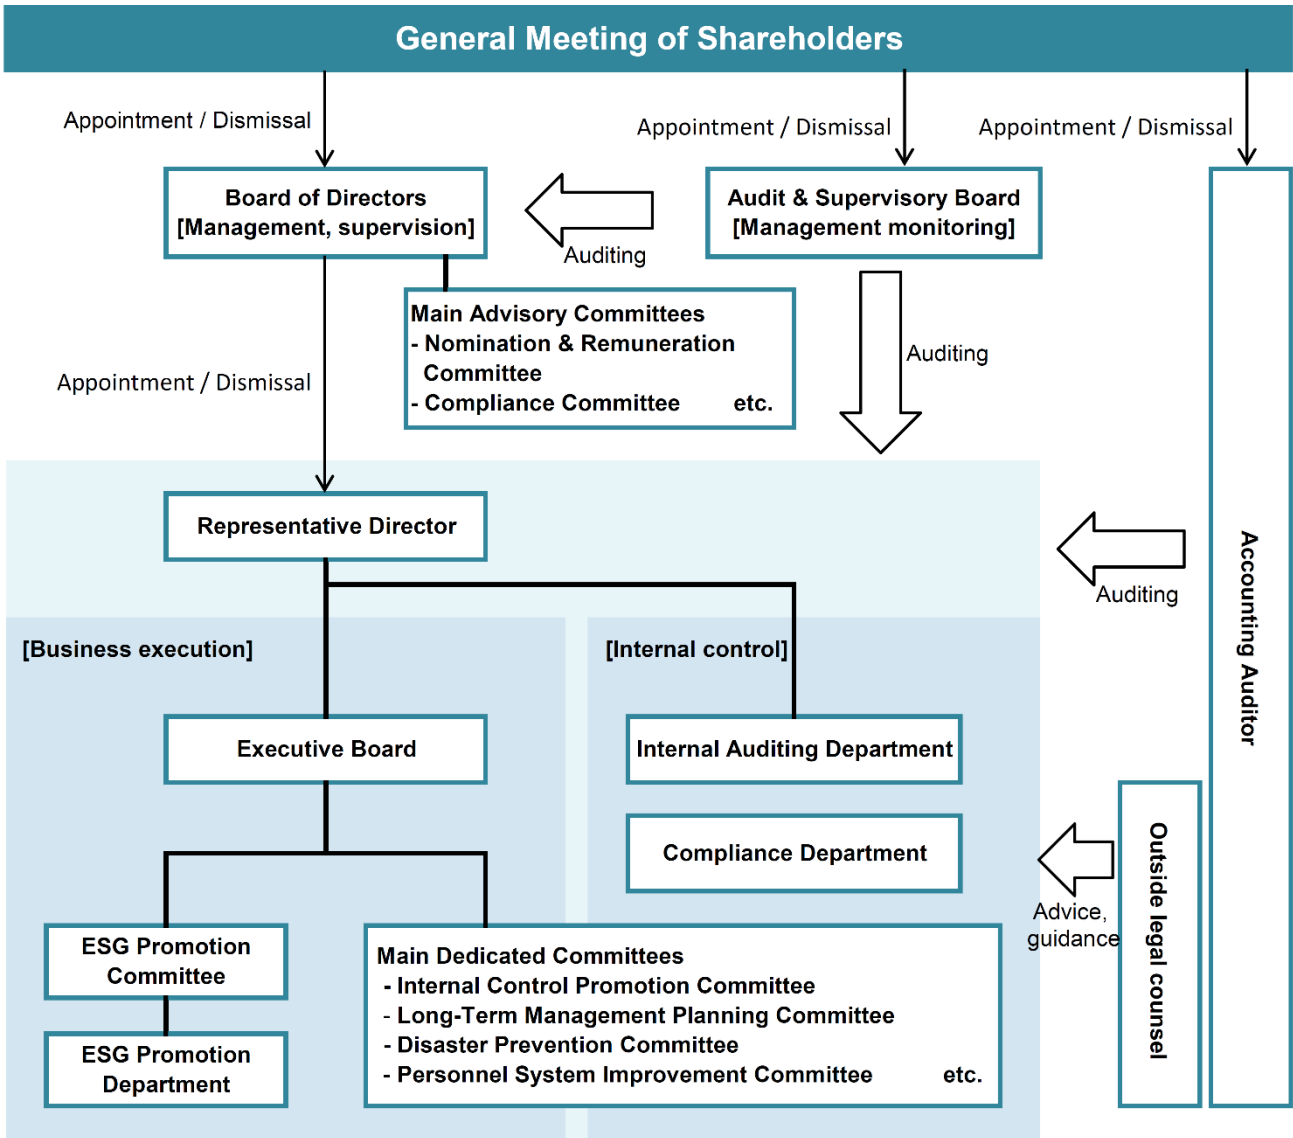 General Meeting of Shareholders
Appointment / Dismissal
Appointment / Dismissal
Appointment / Dismissal
Board of Directors
[Management, supervision]
Auditing
Audit & Supervisory Board
[Management monitoring]
Main Advisory Committees
- Nomination & Remuneration
Committee
- Compliance Committee etc.
Auditing
Appointment / Dismissal
Representative Director
Auditing
Accounting Auditor
[Business execution]
[Internal control]
Executive Board
Internal Auditing Department
Compliance Department
Advice,
guidance
Outside legal counsel
ESG Promotion
Committee
ESG Promotion
Department
Main Dedicated Committees
- Internal Control Promotion Committee
- Long-Term Management Planning Committee
- Disaster Prevention Committee
- Personnel System Improvement Committee etc.